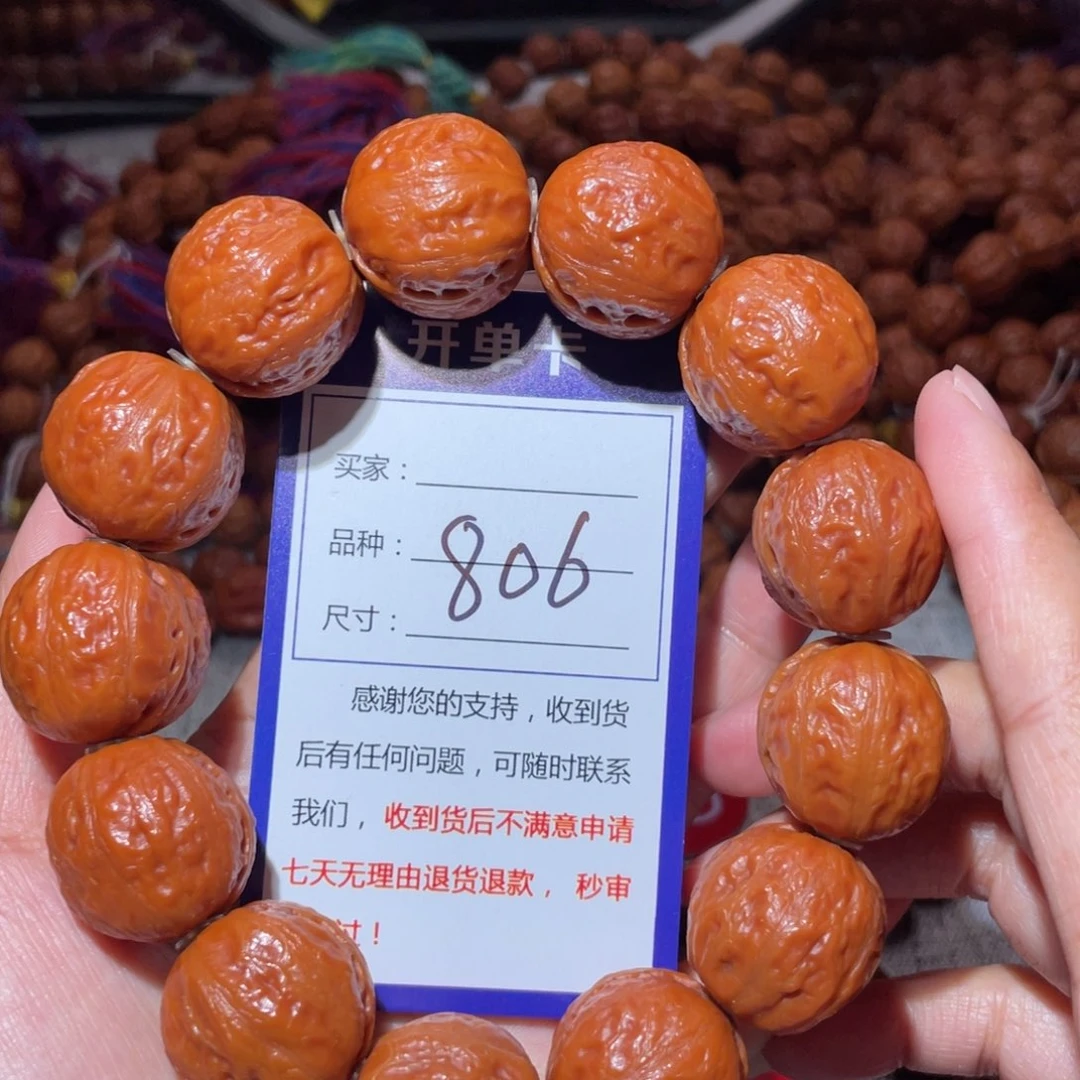 开单卡
买家：
品种：
806
尺寸：
感谢您的支持，收到货
后有任何问题，可随时联系
我们，收到货后不满意申请
七天无理由退货退款，秒审
过！